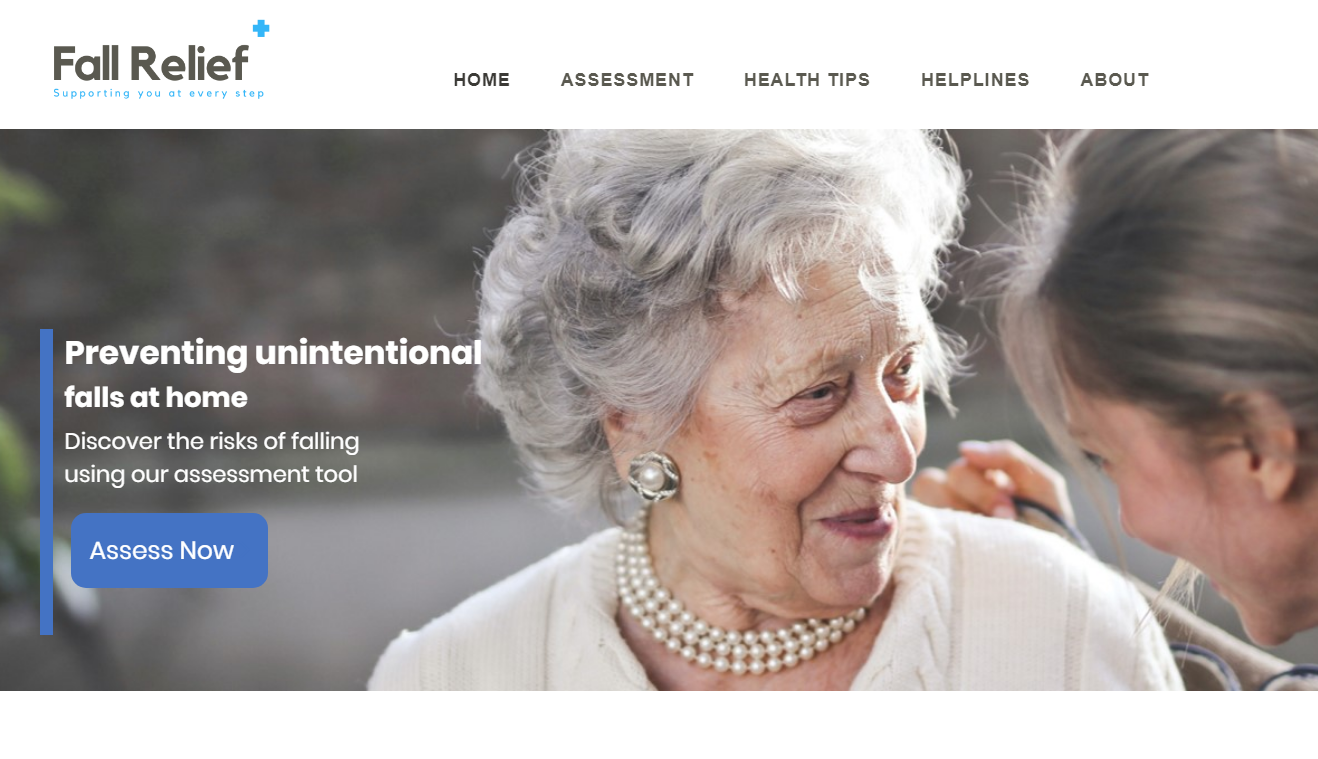 Fall Relief
Supporting you at every step
HOME ASSESSMENT HEALTH TIPS HELPLINES ABOUT
Preventing unintentional
falls at home
Discover the risks of falling
using our assessment tool
Assess Now